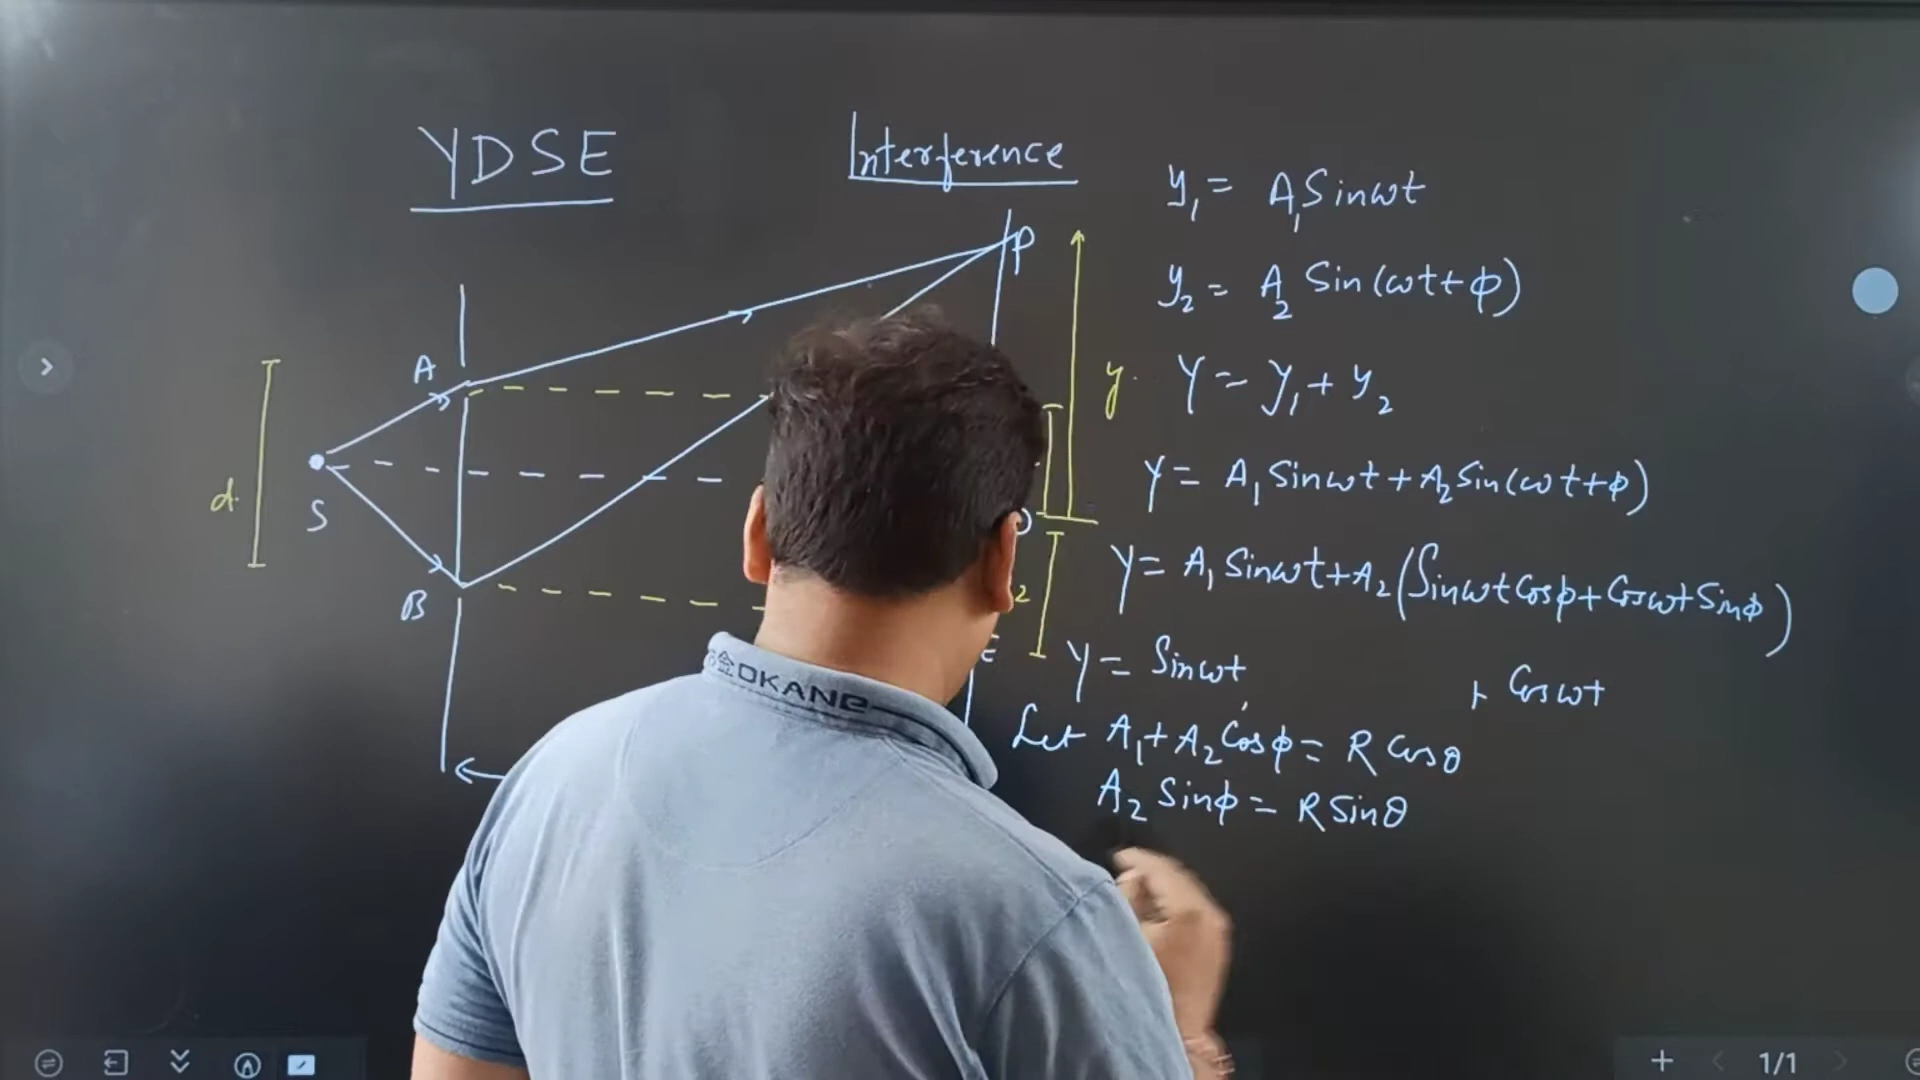 YDSE
Interference
P
A
d
S
B
y
2
E
y₁ = A₁ Sinωt
y₂ = A₂ Sin(ωt+ϕ)
Y = y₁ + y₂
Y = A₁ Sinωt + A₂ Sin(ωt+ϕ)
Y = A₁ Sinωt + A₂ (Sinωt Cosϕ + Cosωt Sinϕ)
Y = Sinωt + Cosωt
Let A₁ + A₂ Cosϕ = R Cosθ
A₂ Sinϕ = R Sinθ
OKANE
1/1